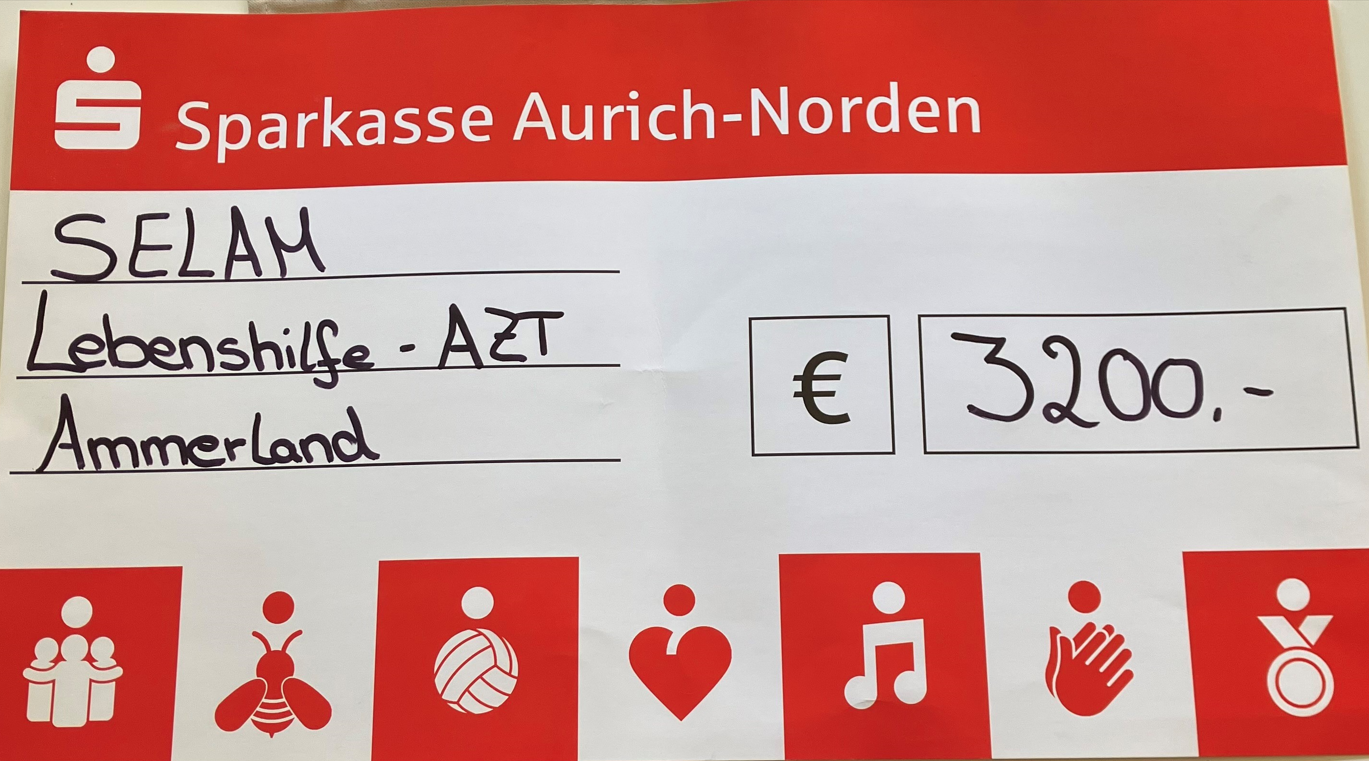 Sparkasse Aurich-Norden
SELAM
Lebenshilfe - AZT
Ammerland
€ 3200.-